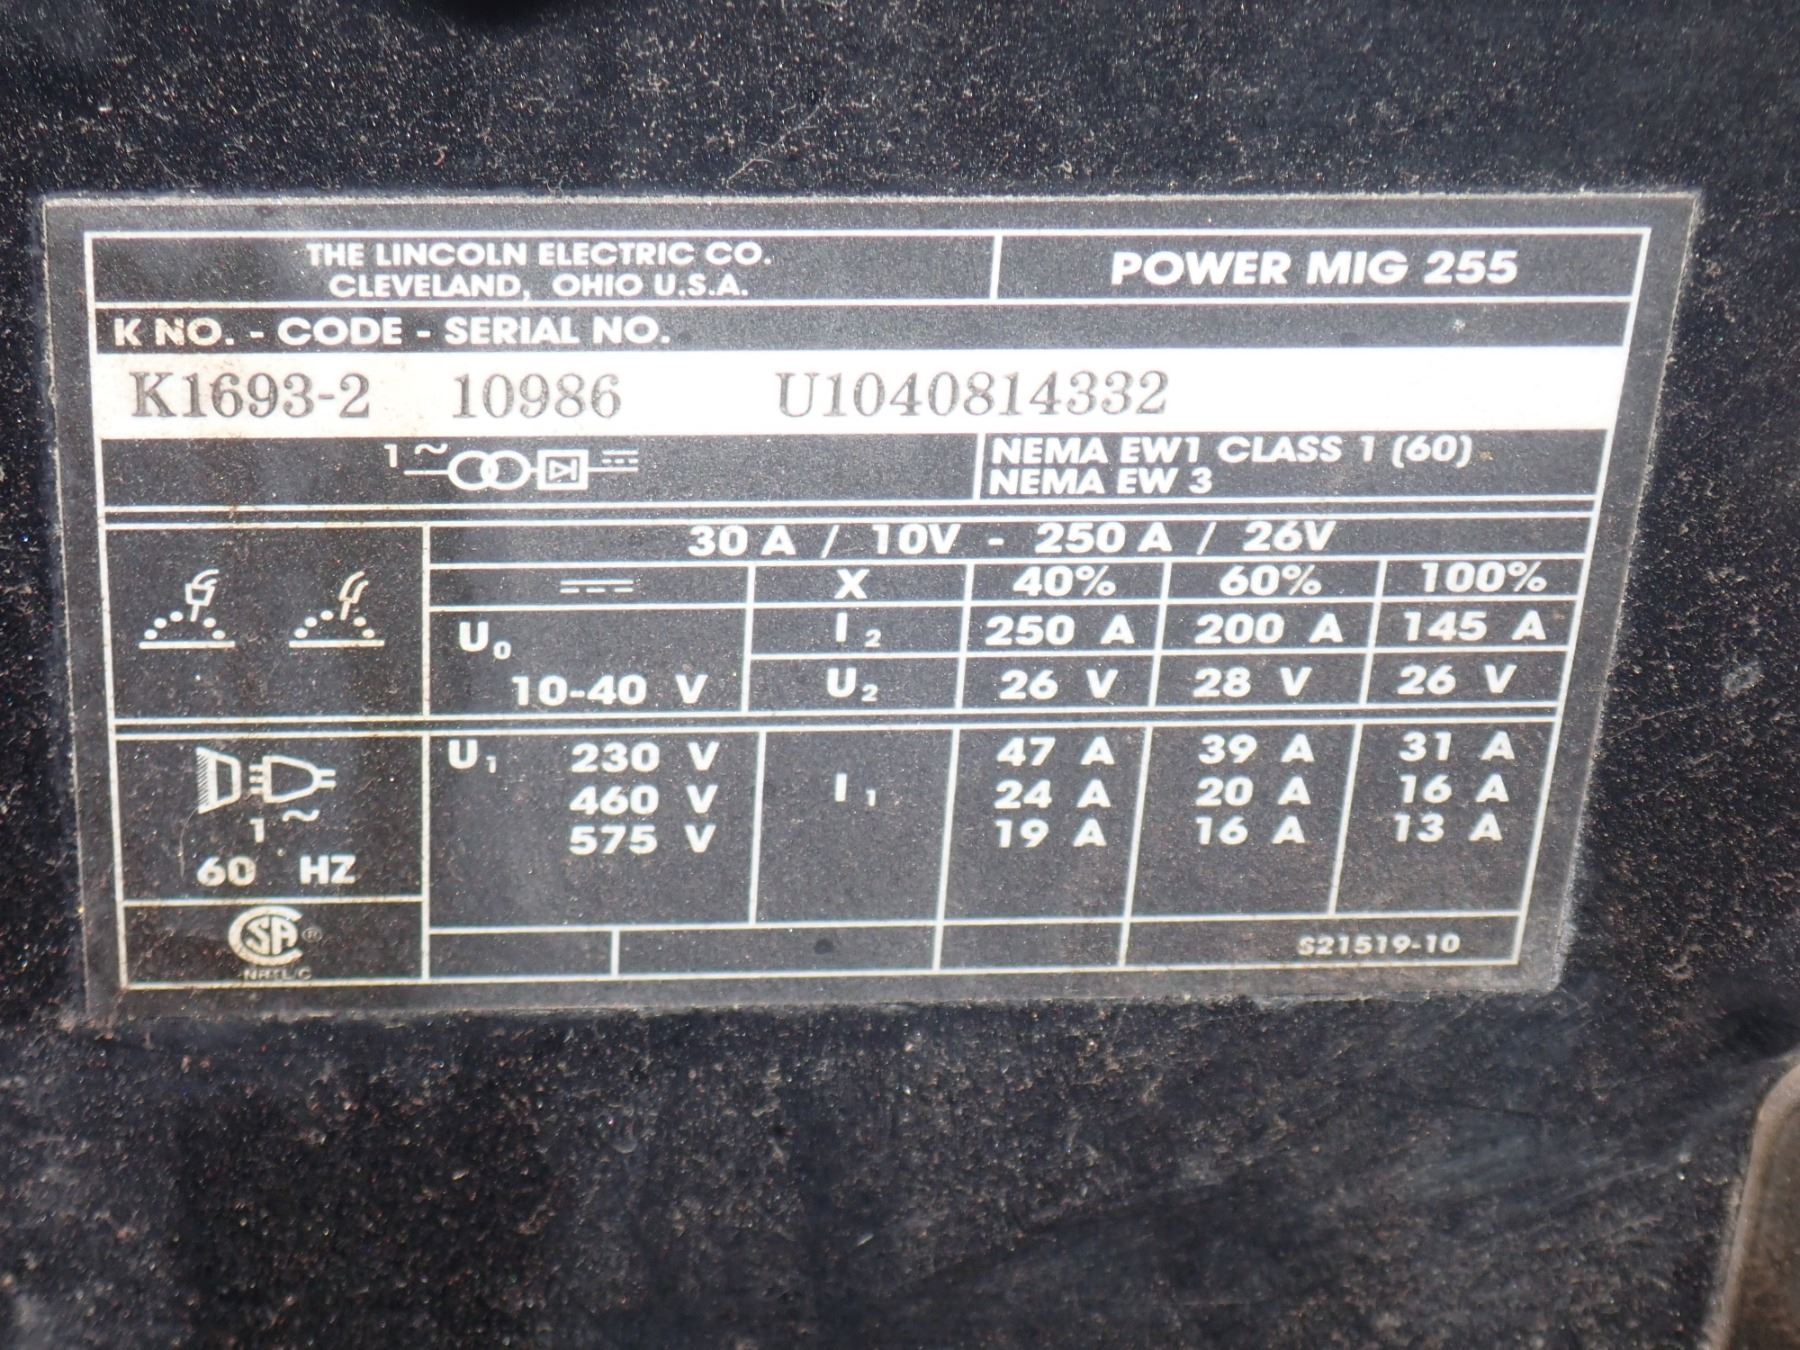 THE LINCOLN ELECTRIC CO.
CLEVELAND, OHIO U.S.A.
POWER MIG 255
K NO. - CODE - SERIAL NO.
K1693-2 10986 U1040814332
1 ~
NEMA EW1 CLASS 1 (60)
NEMA EW 3
30 A / 10V - 250 A / 26V
X 40% 60% 100%
U0
10-40 V
I2 250 A 200 A 145 A
U2 26 V 28 V 26 V
U1 230 V I1 47 A 39 A 31 A
460 V 24 A 20 A 16 A
575 V 19 A 16 A 13 A
1 ~
60 HZ
CSA ®
NRTL/C
S21519-10